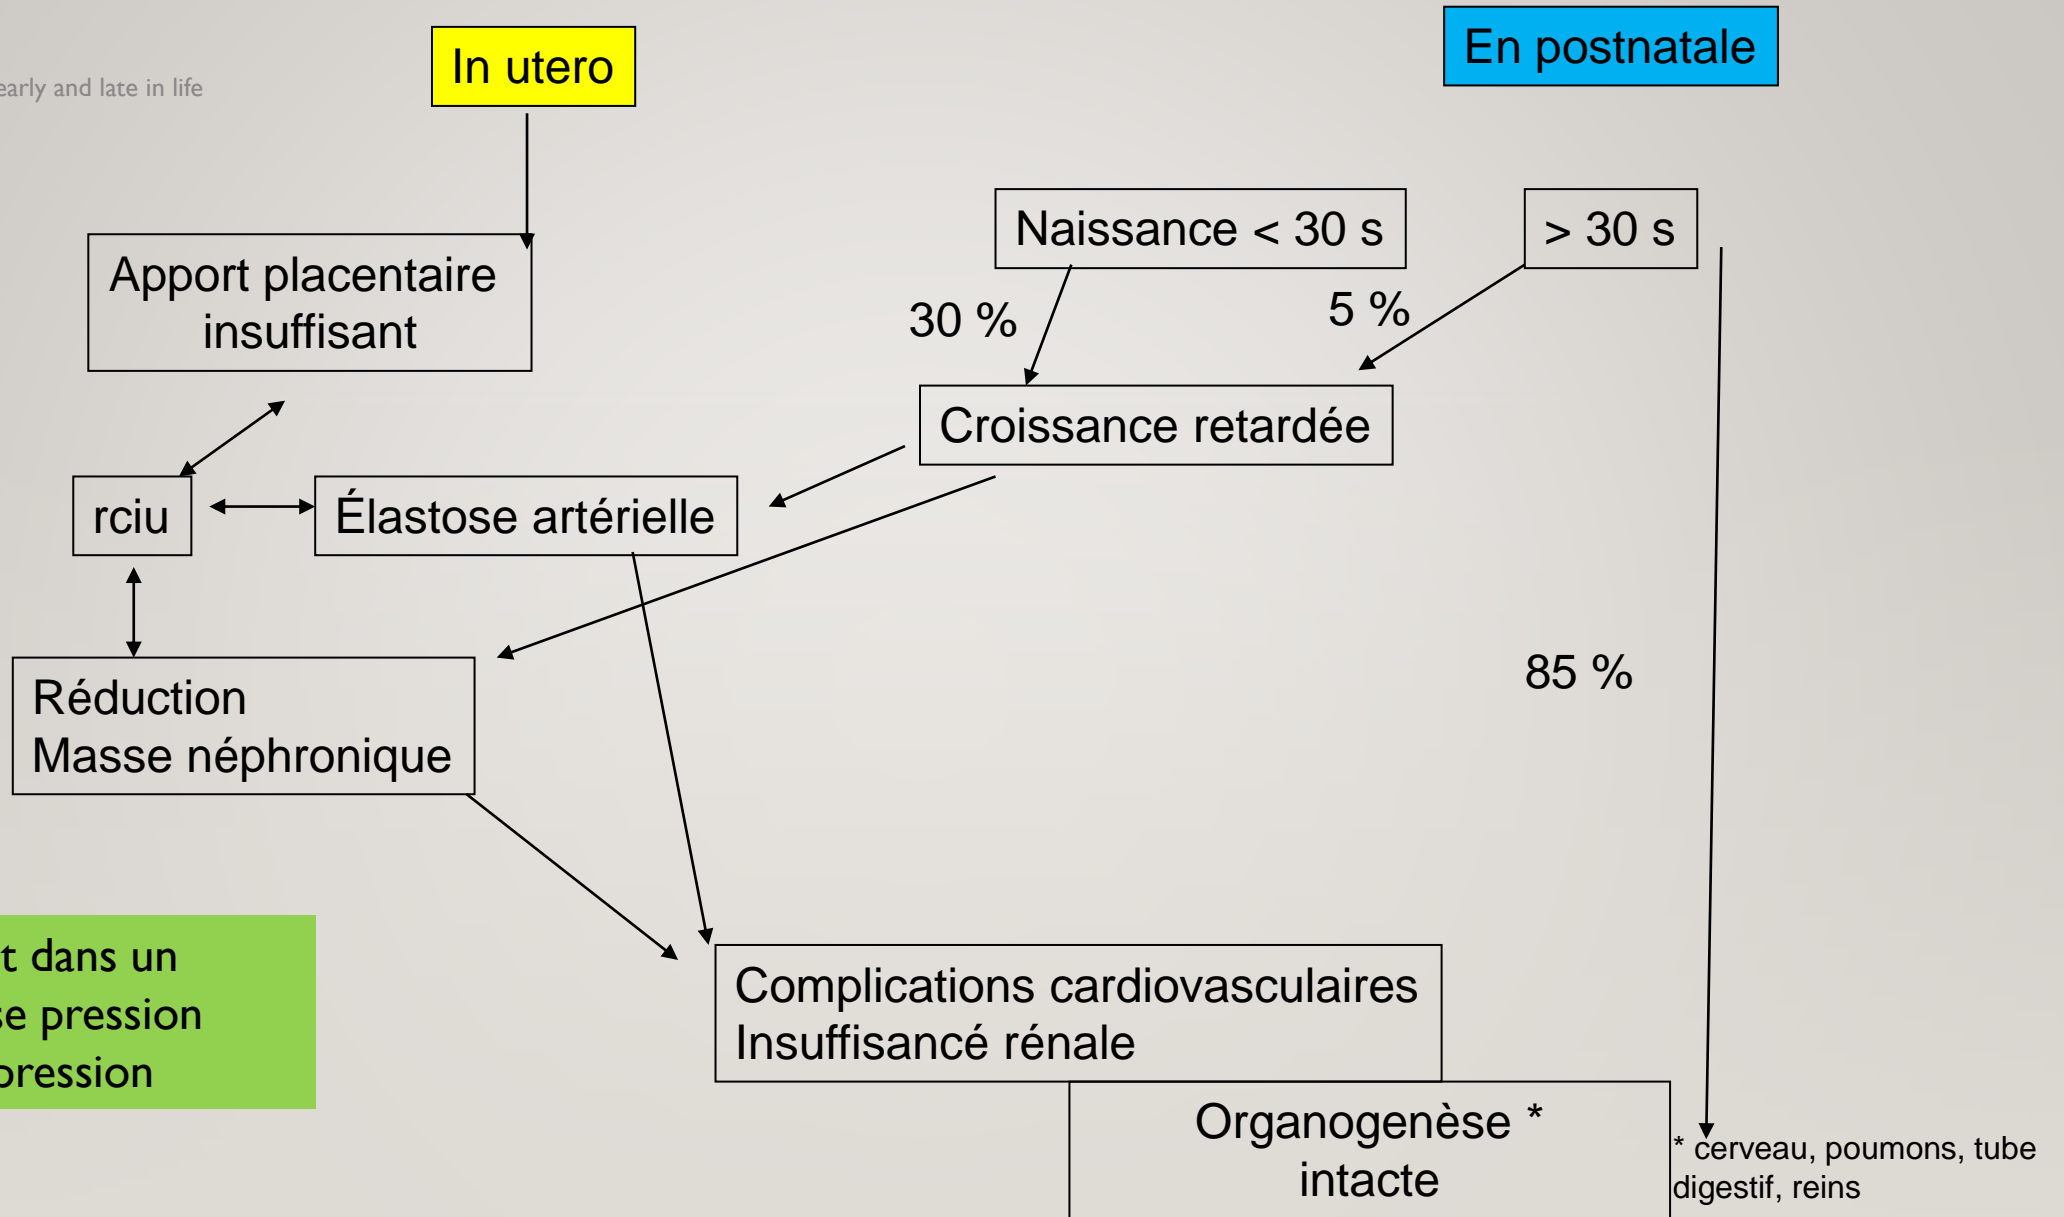 In utero
En postnatale
early and late in life
Naissance < 30 s
> 30 s
Apport placentaire
insuffisant
30 %
5 %
Croissance retardée
rciu
Élastose artérielle
85 %
Réduction
Masse néphronique
t dans un
se pression
pression
Complications cardiovasculaires
Insuffisancé rénale
Organogenèse *
intacte
* cerveau, poumons, tube
digestif, reins